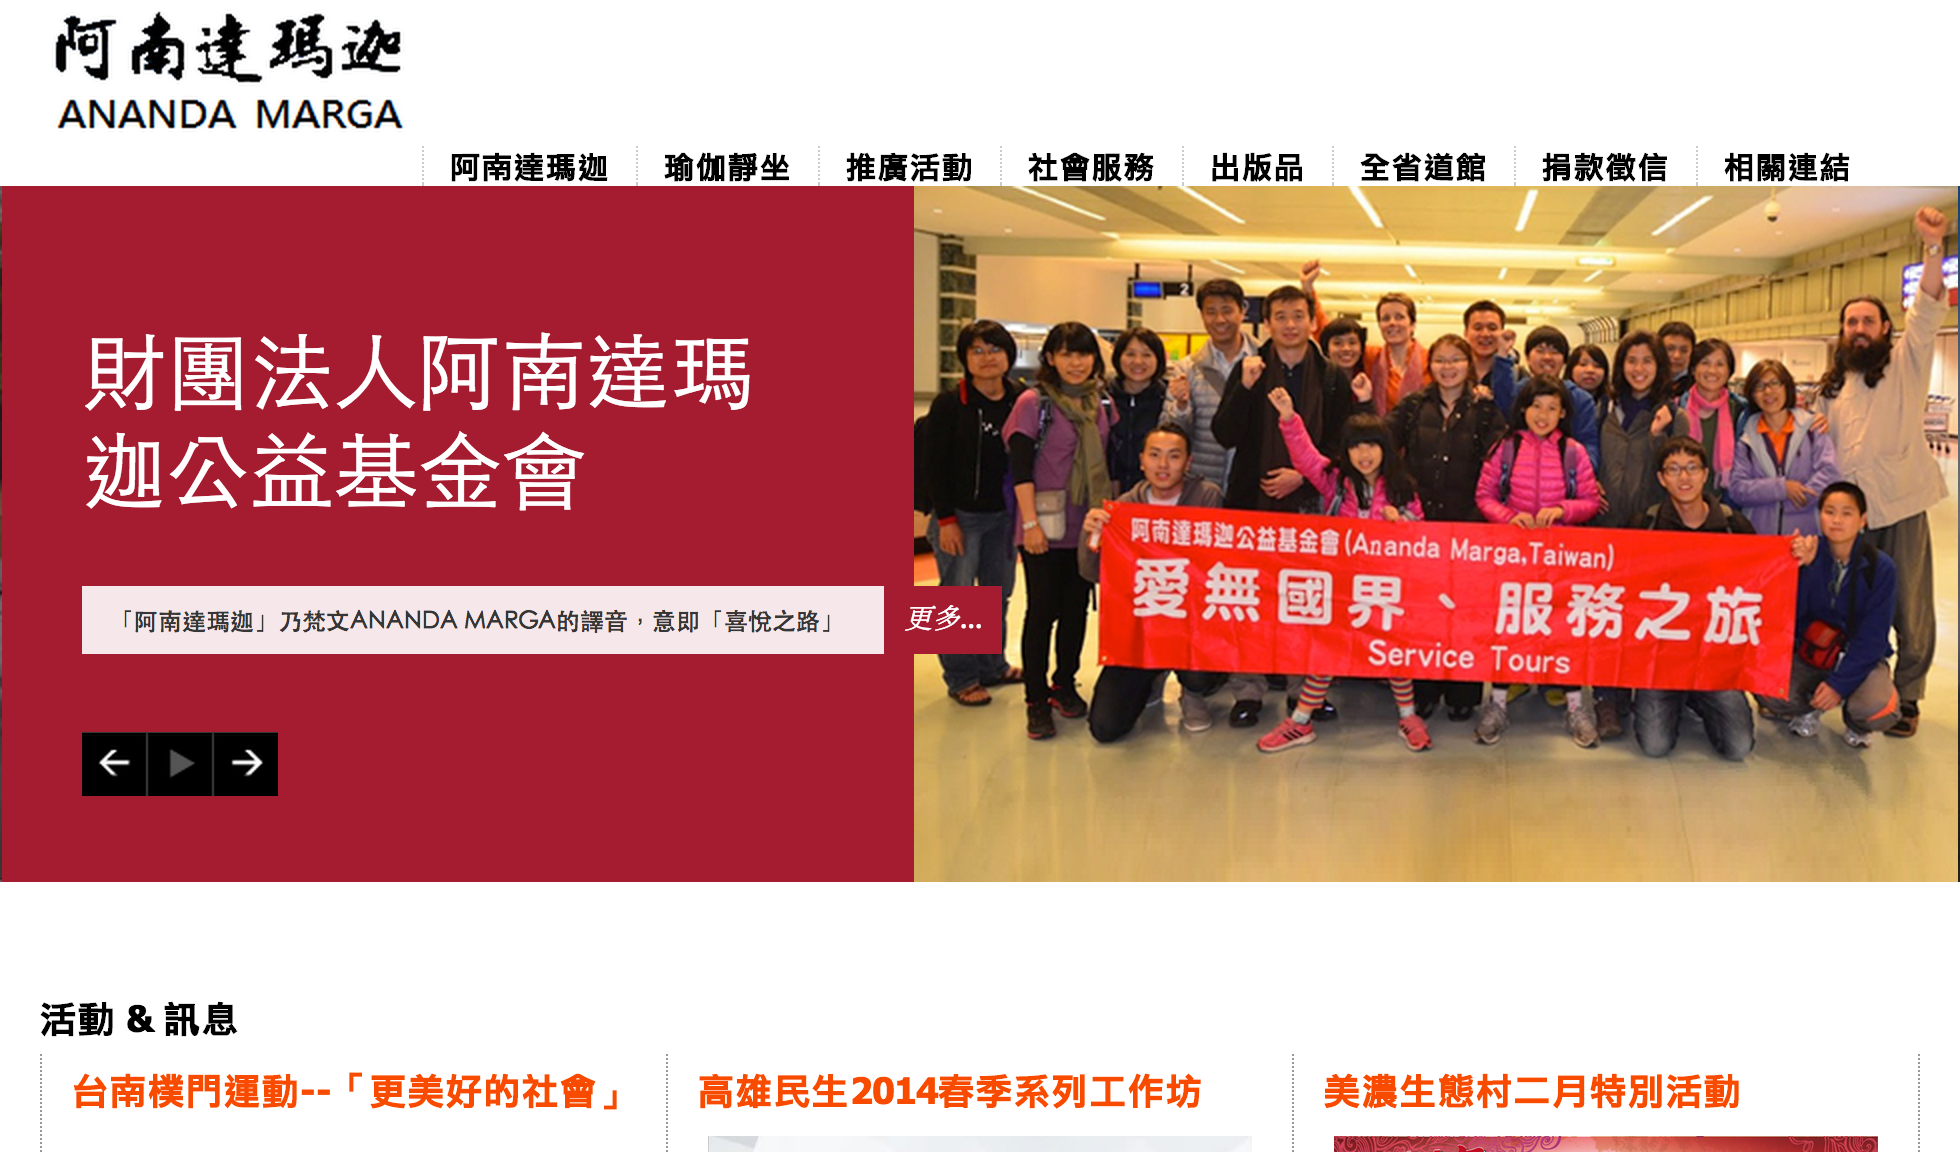 阿南達瑪迦
ANANDA MARGA
阿南達瑪迦 瑜伽靜坐 推廣活動 社會服務 出版品 全省道館 捐款徵信 相關連結
財團法人阿南達瑪
迦公益基金會
「阿南達瑪迦」乃梵文ANANDA MARGA的譯音，意即「喜悅之路」
更多...
2
阿南達瑪迦公益基金會(Ananda Marga,Taiwan)
愛無國界、服務之旅
Service Tours
活動 & 訊息
台南樸門運動--「更美好的社會」
高雄民生2014春季系列工作坊
美濃生態村二月特別活動